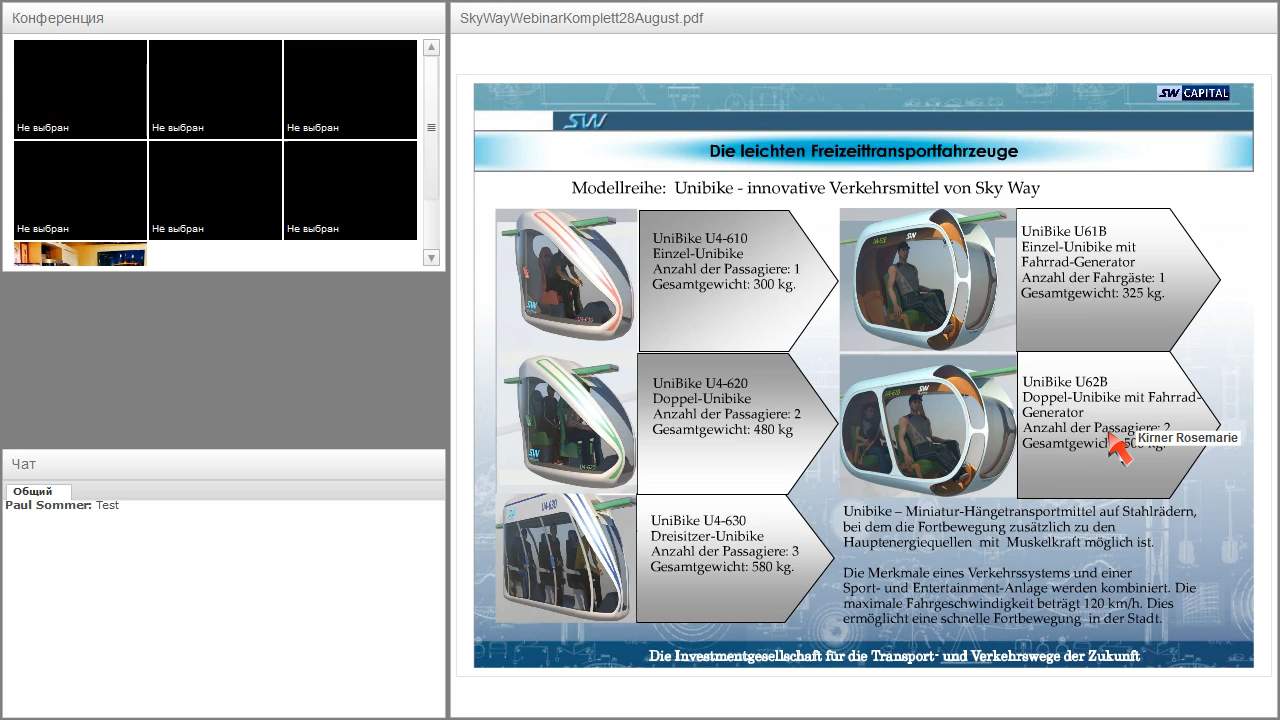 Конференция
Не выбран
Не выбран
Не выбран
Не выбран
Не выбран
Не выбран
Чат
Общий
Paul Sommer: Test
SkyWayWebinarKomplett28August.pdf
SW CAPITAL
SW
Die leichten Freizeittransportfahrzeuge
Modellreihe: Unibike - innovative Verkehrsmittel von Sky Way
UniBike U4-610
Einzel-Unibike
Anzahl der Passagiere: 1
Gesamtgewicht: 300 kg.
UniBike U4-620
Doppel-Unibike
Anzahl der Passagiere: 2
Gesamtgewicht: 480 kg
UniBike U4-630
Dreisitzer-Unibike
Anzahl der Passagiere: 3
Gesamtgewicht: 580 kg.
UniBike U61B
Einzel-Unibike mit
Fahrrad-Generator
Anzahl der Fahrgäste: 1
Gesamtgewicht: 325 kg.
UniBike U62B
Doppel-Unibike mit Fahrrad-
Generator
Anzahl der Passagiere: 2
kg.
Kirner Rosemarie
Unibike – Miniatur-Hängetransportmittel auf Stahlrädern,
bei dem die Fortbewegung zusätzlich zu den
Hauptenergiequellen mit Muskelkraft möglich ist.
Die Merkmale eines Verkehrssystems und einer
Sport- und Entertainment-Anlage werden kombiniert. Die
maximale Fahrgeschwindigkeit beträgt 120 km/h. Dies
ermöglicht eine schnelle Fortbewegung in der Stadt.
Die Investmentgesellschaft für die Transport- und Verkehrswege der Zukunft